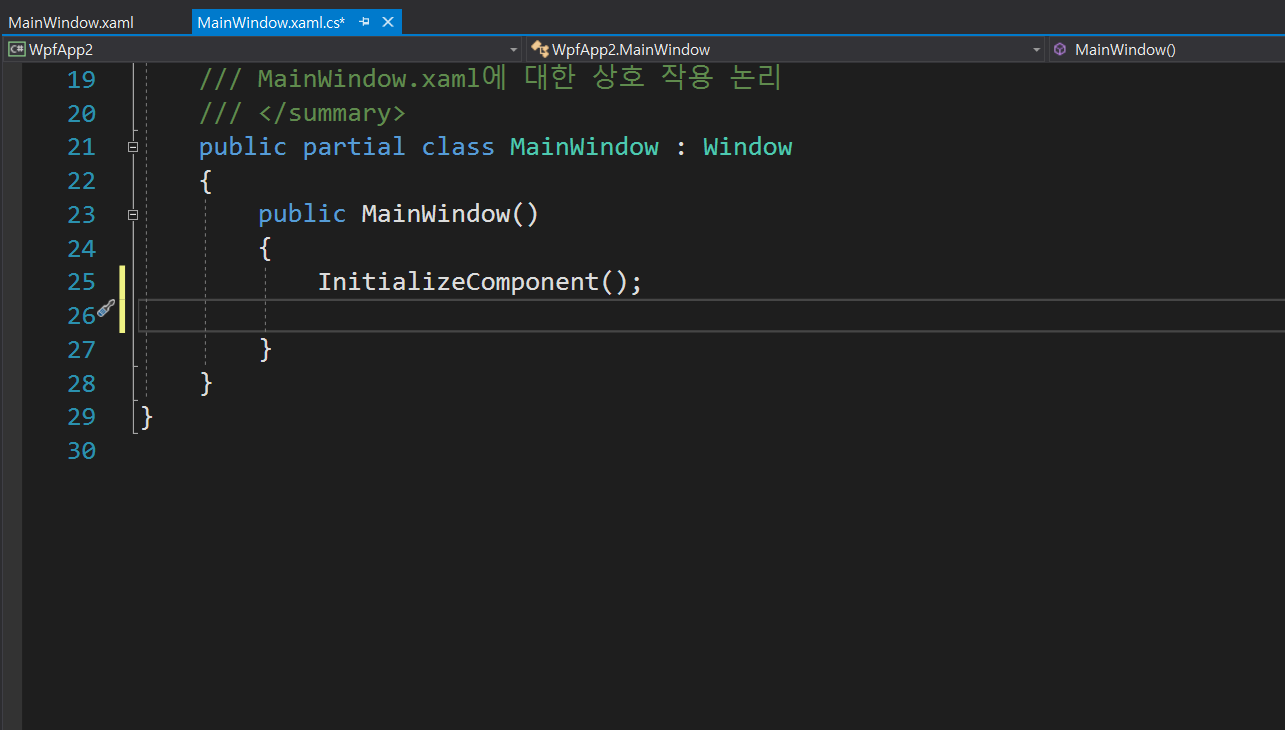 MainWindow.xaml MainWindow.xaml.cs*
C# WpfApp2 WpfApp2.MainWindow MainWindow()
19 /// MainWindow.xaml에 대한 상호 작용 논리
20 /// </summary>
21 public partial class MainWindow : Window
22 {
23 public MainWindow()
24 {
25 InitializeComponent();
26
27 }
28 }
29 }
30